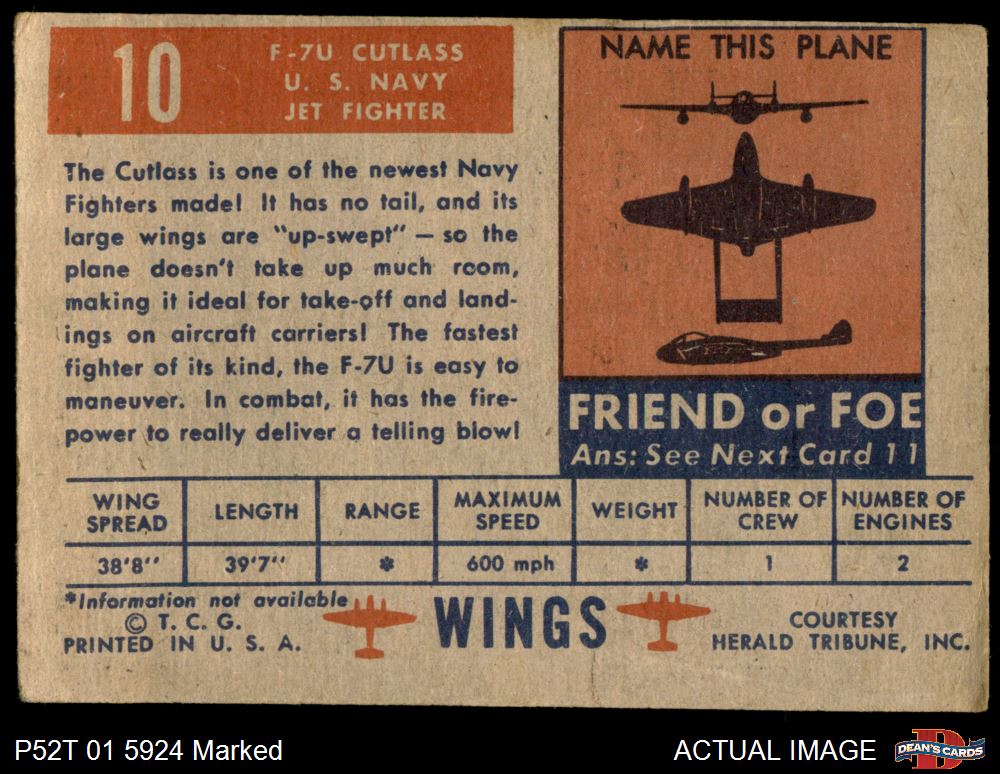 10
F-7U CUTLASS
U. S. NAVY
JET FIGHTER
The Cutlass is one of the newest Navy
Fighters made! It has no tail, and its
large wings are "up-swept" — so the
plane doesn't take up much room,
making it ideal for take-off and land-
ings on aircraft carriers! The fastest
fighter of its kind, the F-7U is easy to
maneuver. In combat, it has the fire-
power to really deliver a telling blow!
NAME THIS PLANE
FRIEND or FOE
Ans: See Next Card 11
WING SPREAD LENGTH RANGE MAXIMUM SPEED WEIGHT NUMBER OF CREW NUMBER OF ENGINES
38'8'' 39'7'' * 600 mph * 1 2
*Information not available
© T. C. G.
PRINTED IN U. S. A.
WINGS
COURTESY
HERALD TRIBUNE, INC.
P52T 01 5924 Marked
ACTUAL IMAGE
D
DEAN'S CARDS